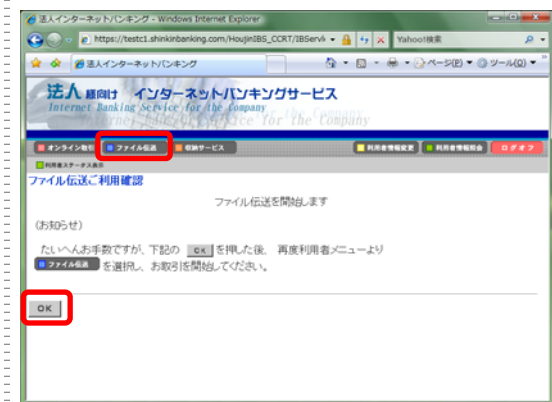 法人インターネットバンキング - Windows Internet Explorer
https://testc1.shinkinbanking.com/HoujinIBS_CCRT/IBServl
Yahoo!検索
法人インターネットバンキング
ページ(P)
ツール(O)
法人 様向け インターネットバンキングサービス
Internet Banking Service for the Company
オンライン取引 ファイル伝送 収納サービス 利用者情報変更 利用者情報照会 ログオフ
利用者ステータス表示
ファイル伝送ご利用確認
ファイル伝送を開始します
(お知らせ)
たいへんお手数ですが、下記の OK を押した後、再度利用者メニューより
ファイル伝送 を選択し、お取引を開始してください。
OK